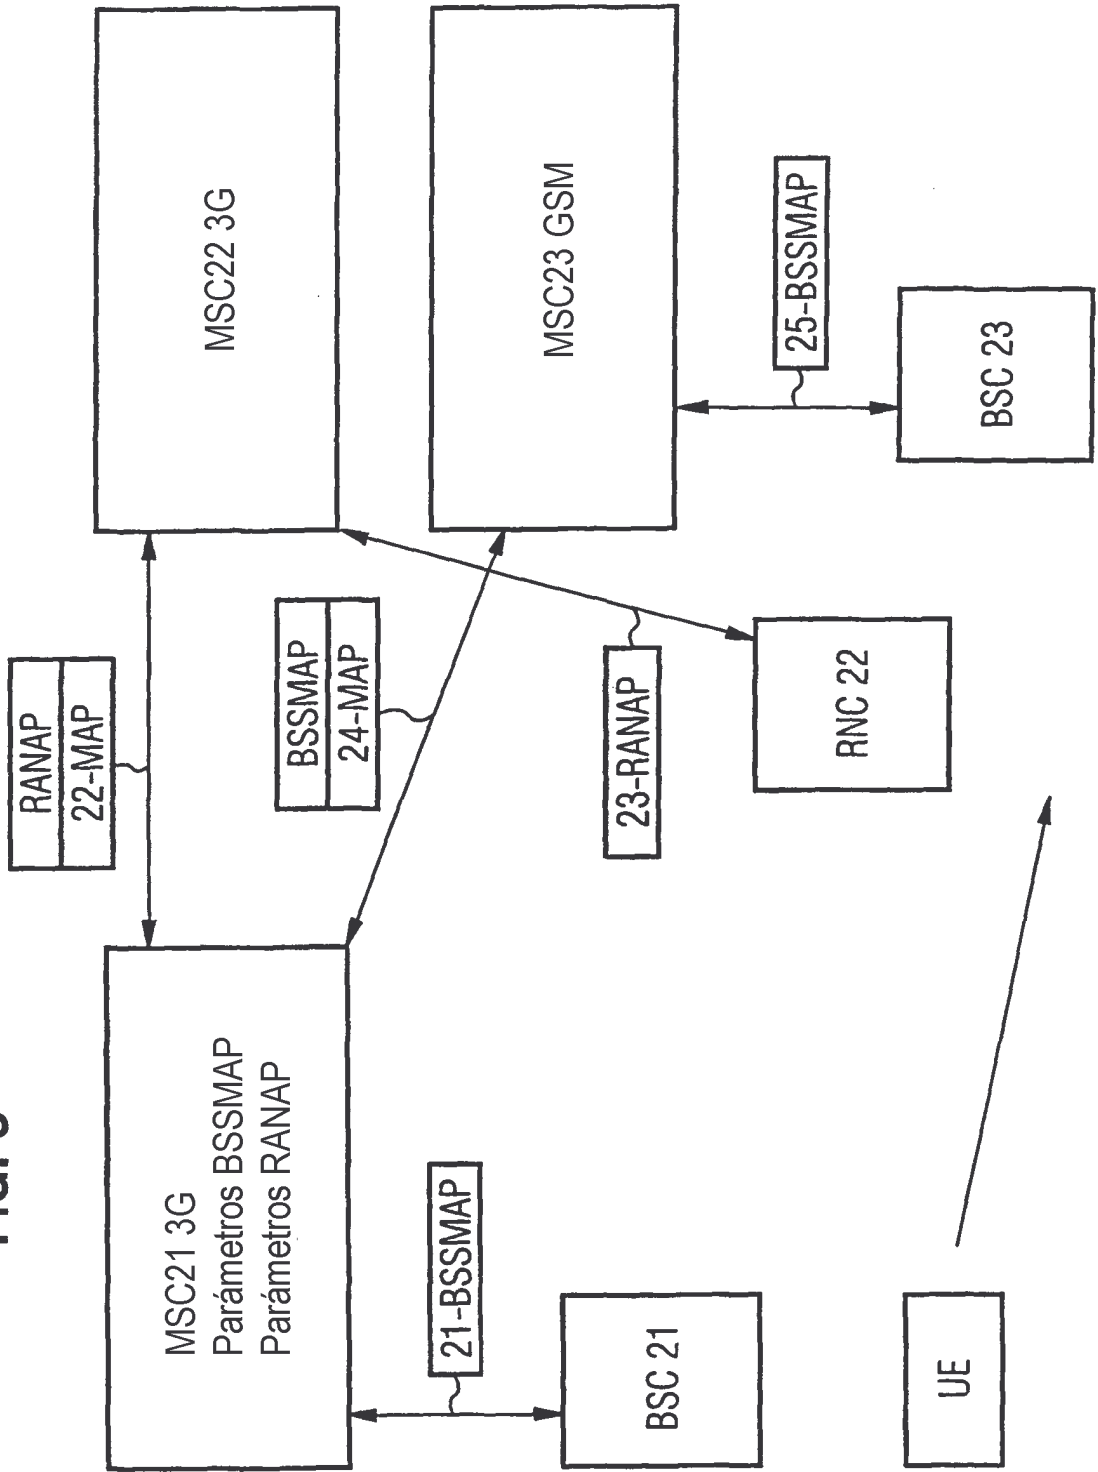 RANAP
22-MAP
MSC21 3G
Parámetros BSSMAP
Parámetros RANAP
MSC22 3G
BSSMAP
24-MAP
MSC23 GSM
21-BSSMAP
23-RANAP
25-BSSMAP
BSC 21
RNC 22
BSC 23
UE